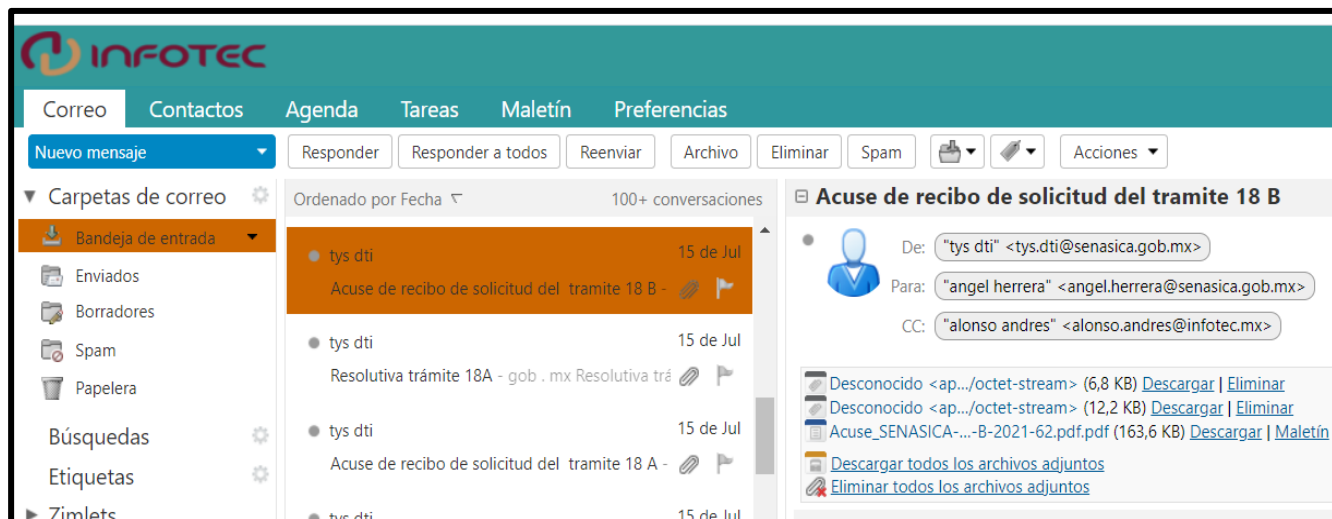 INFOTEC
Correo Contactos Agenda Tareas Maletín Preferencias
Nuevo mensaje Responder Responder a todos Reenviar Archivo Eliminar Spam Acciones
Carpetas de correo
Bandeja de entrada
Enviados
Borradores
Spam
Papelera
Búsquedas
Etiquetas
Zimlets
Ordenado por Fecha 100+ conversaciones
tys dti 15 de Jul
Acuse de recibo de solicitud del tramite 18 B -
tys dti 15 de Jul
Resolutiva trámite 18A - gob . mx Resolutiva trá
tys dti 15 de Jul
Acuse de recibo de solicitud del tramite 18 A -
tys dti 15 de Jul
Acuse de recibo de solicitud del tramite 18 B
De: "tys dti" <tys.dti@senasica.gob.mx>
Para: "angel herrera" <angel.herrera@senasica.gob.mx>
CC: "alonso andres" <alonso.andres@infotec.mx>
Desconocido <ap.../octet-stream> (6,8 KB) Descargar | Eliminar
Desconocido <ap.../octet-stream> (12,2 KB) Descargar | Eliminar
Acuse_SENASICA-...-B-2021-62.pdf.pdf (163,6 KB) Descargar | Maletín
Descargar todos los archivos adjuntos
Eliminar todos los archivos adjuntos